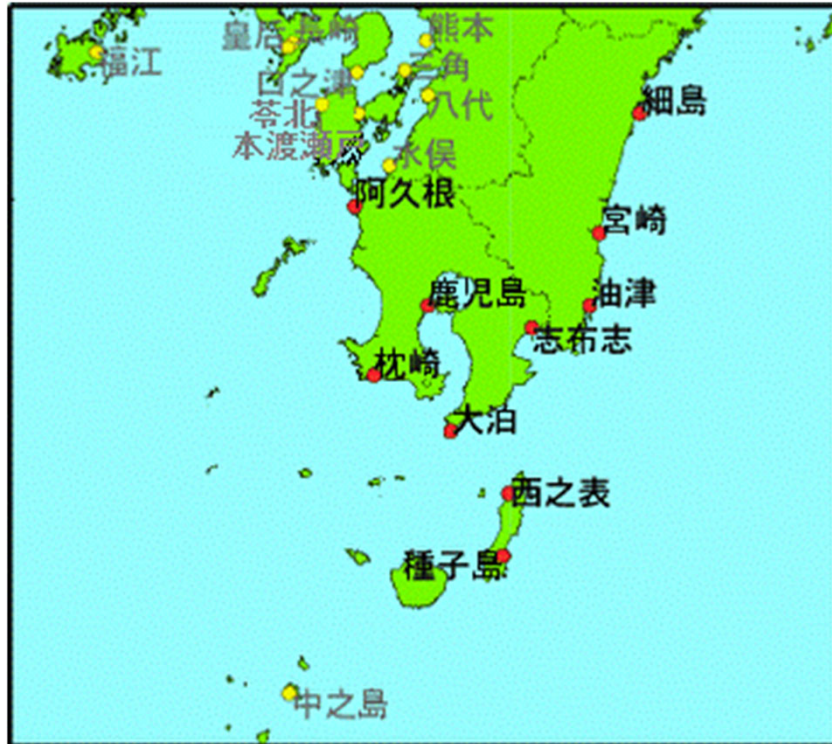 皇后
長崎
熊本
福江
三角
口之津
八代
苓北
本渡瀬戸
水俣
細島
阿久根
宮崎
鹿児島
油津
志布志
枕崎
大泊
西之表
種子島
中之島